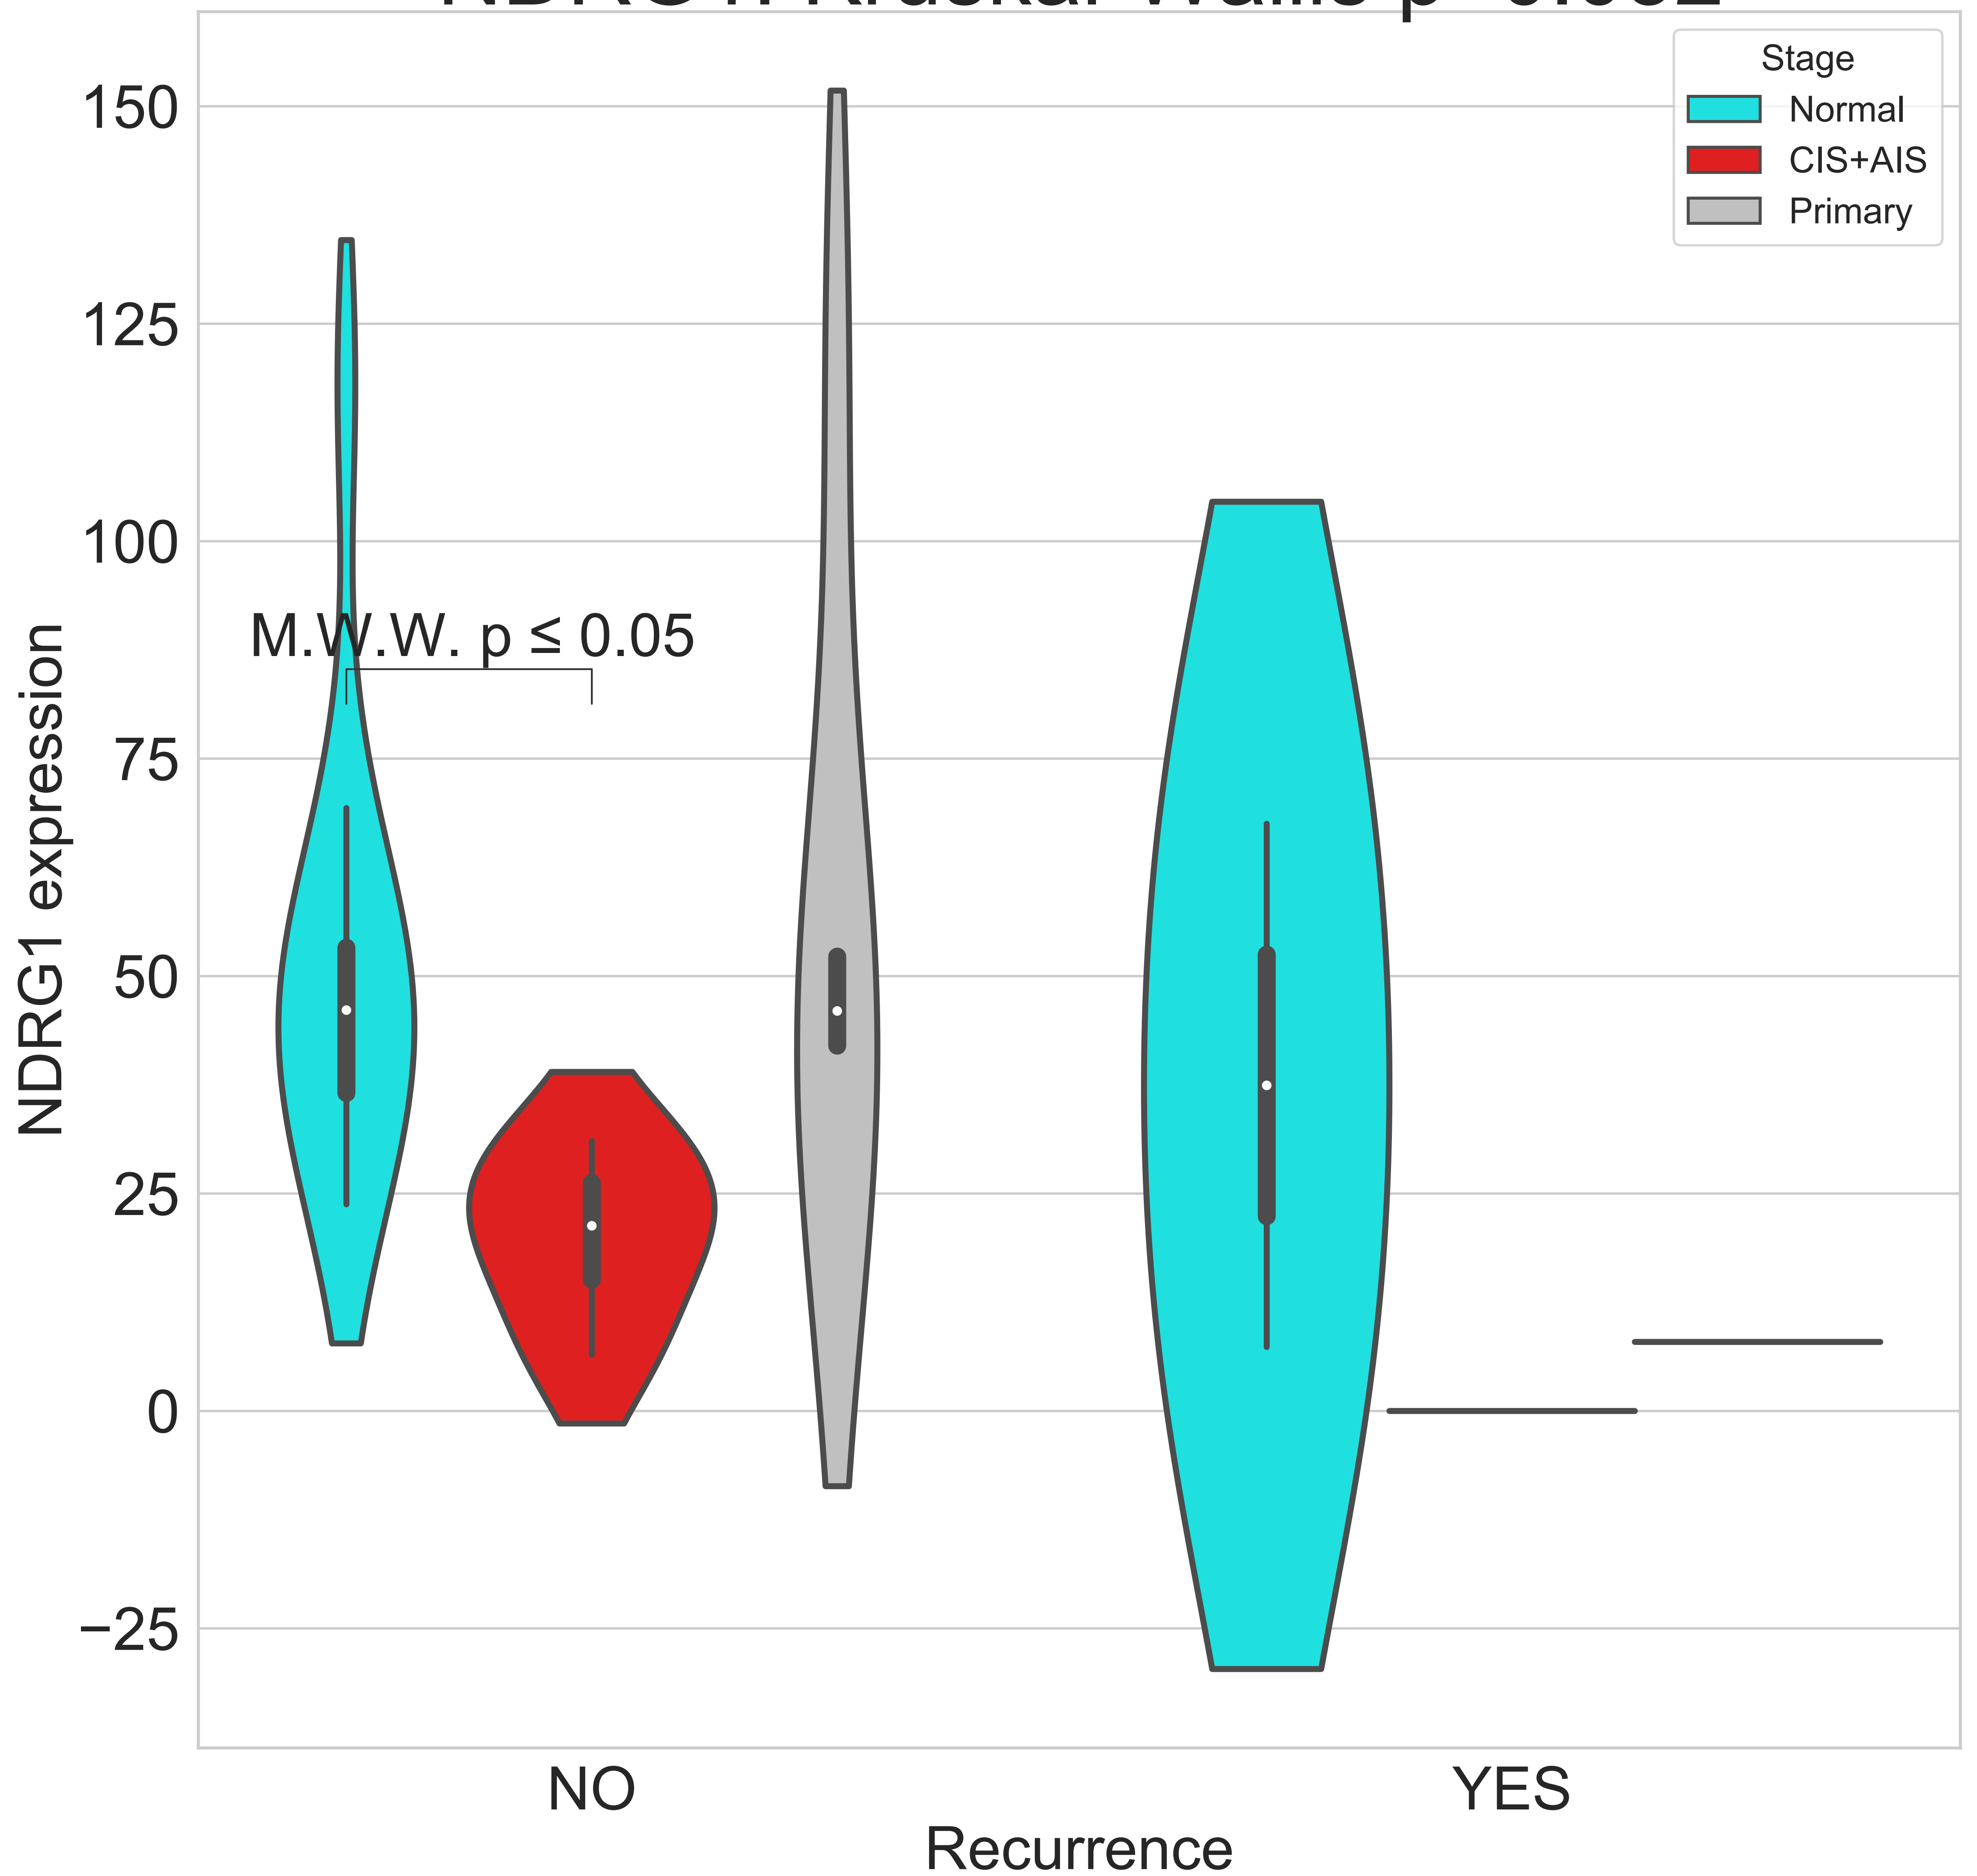 Stage
Normal
CIS+AIS
Primary
150
125
100
75
50
25
0
−25
NDRG1 expression
M.W.W. p ≤ 0.05
NO
YES
Recurrence